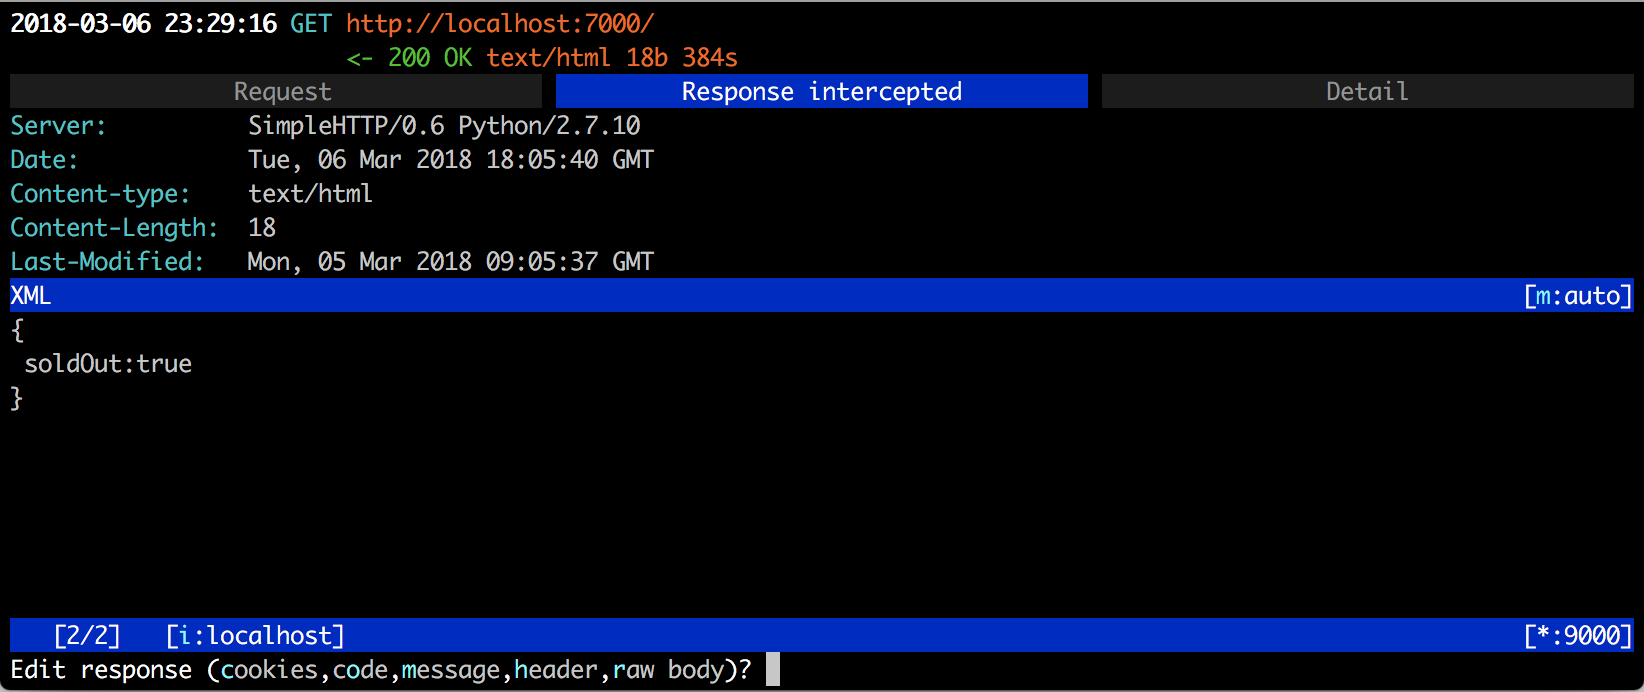 2018-03-06 23:29:16 GET http://localhost:7000/
<- 200 OK text/html 18b 384s
Request Response intercepted Detail
Server: SimpleHTTP/0.6 Python/2.7.10
Date: Tue, 06 Mar 2018 18:05:40 GMT
Content-type: text/html
Content-Length: 18
Last-Modified: Mon, 05 Mar 2018 09:05:37 GMT
XML [m:auto]
{
soldOut:true
}
[2/2] [i:localhost] [*:9000]
Edit response (cookies,code,message,header,raw body)?